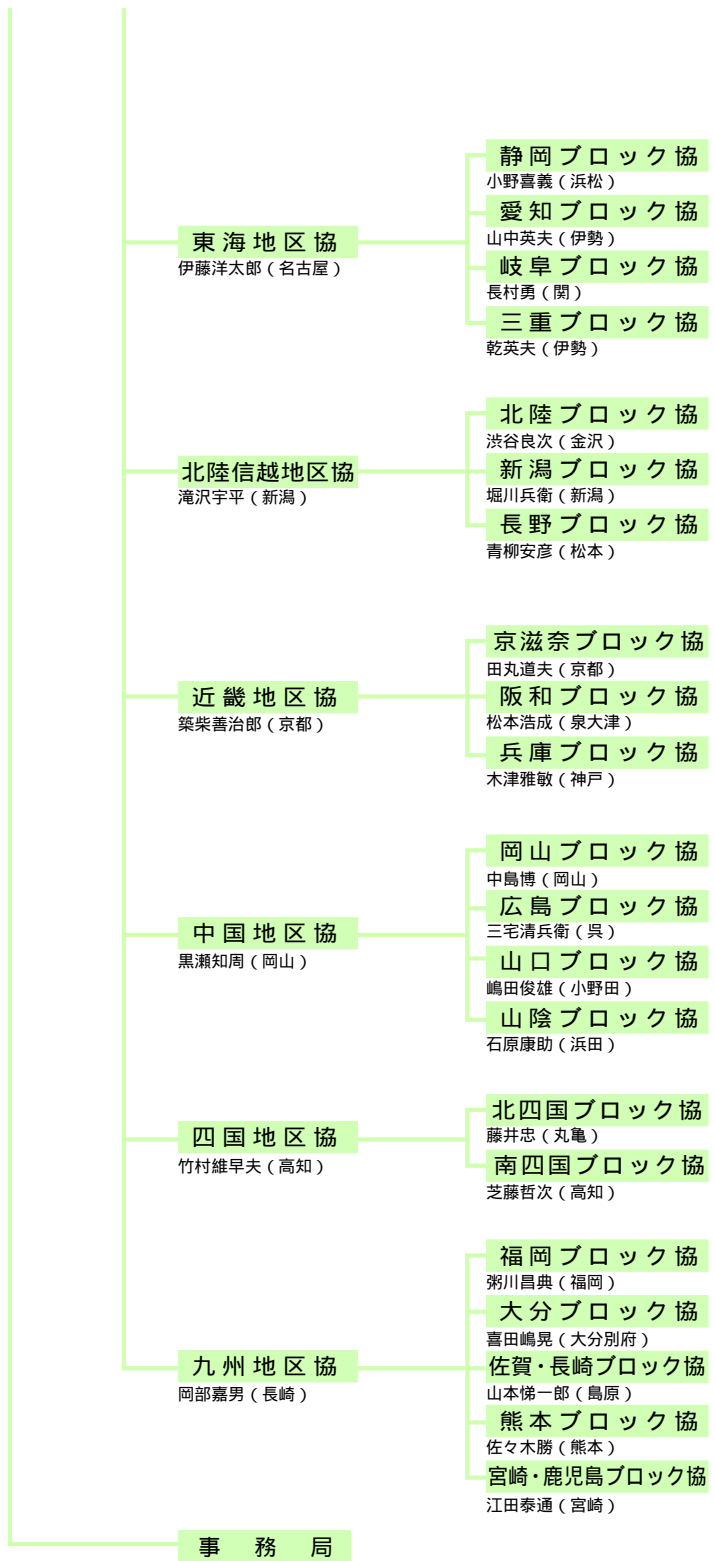 東海地区協
伊藤洋太郎(名古屋)
静岡ブロック協
小野喜義(浜松)
愛知ブロック協
山中英夫(伊勢)
岐阜ブロック協
長村勇(関)
三重ブロック協
乾英夫(伊勢)
北陸信越地区協
滝沢宇平(新潟)
北陸ブロック協
渋谷良次(金沢)
新潟ブロック協
堀川兵衛(新潟)
長野ブロック協
青柳安彦(松本)
近畿地区協
築柴善治郎(京都)
京滋奈ブロック協
田丸道夫(京都)
阪和ブロック協
松本浩成(泉大津)
兵庫ブロック協
木津雅敏(神戸)
中国地区協
黒瀬知周(岡山)
岡山ブロック協
中島博(岡山)
広島ブロック協
三宅清兵衛(呉)
山口ブロック協
嶋田俊雄(小野田)
山陰ブロック協
石原康助(浜田)
四国地区協
竹村維早夫(高知)
北四国ブロック協
藤井忠(丸亀)
南四国ブロック協
芝藤哲次(高知)
九州地区協
岡部嘉男(長崎)
福岡ブロック協
粥川昌典(福岡)
大分ブロック協
喜田嶋晃(大分別府)
佐賀・長崎ブロック協
山本悌一郎(島原)
熊本ブロック協
佐々木勝(熊本)
宮崎・鹿児島ブロック協
江田泰通(宮崎)
事務局